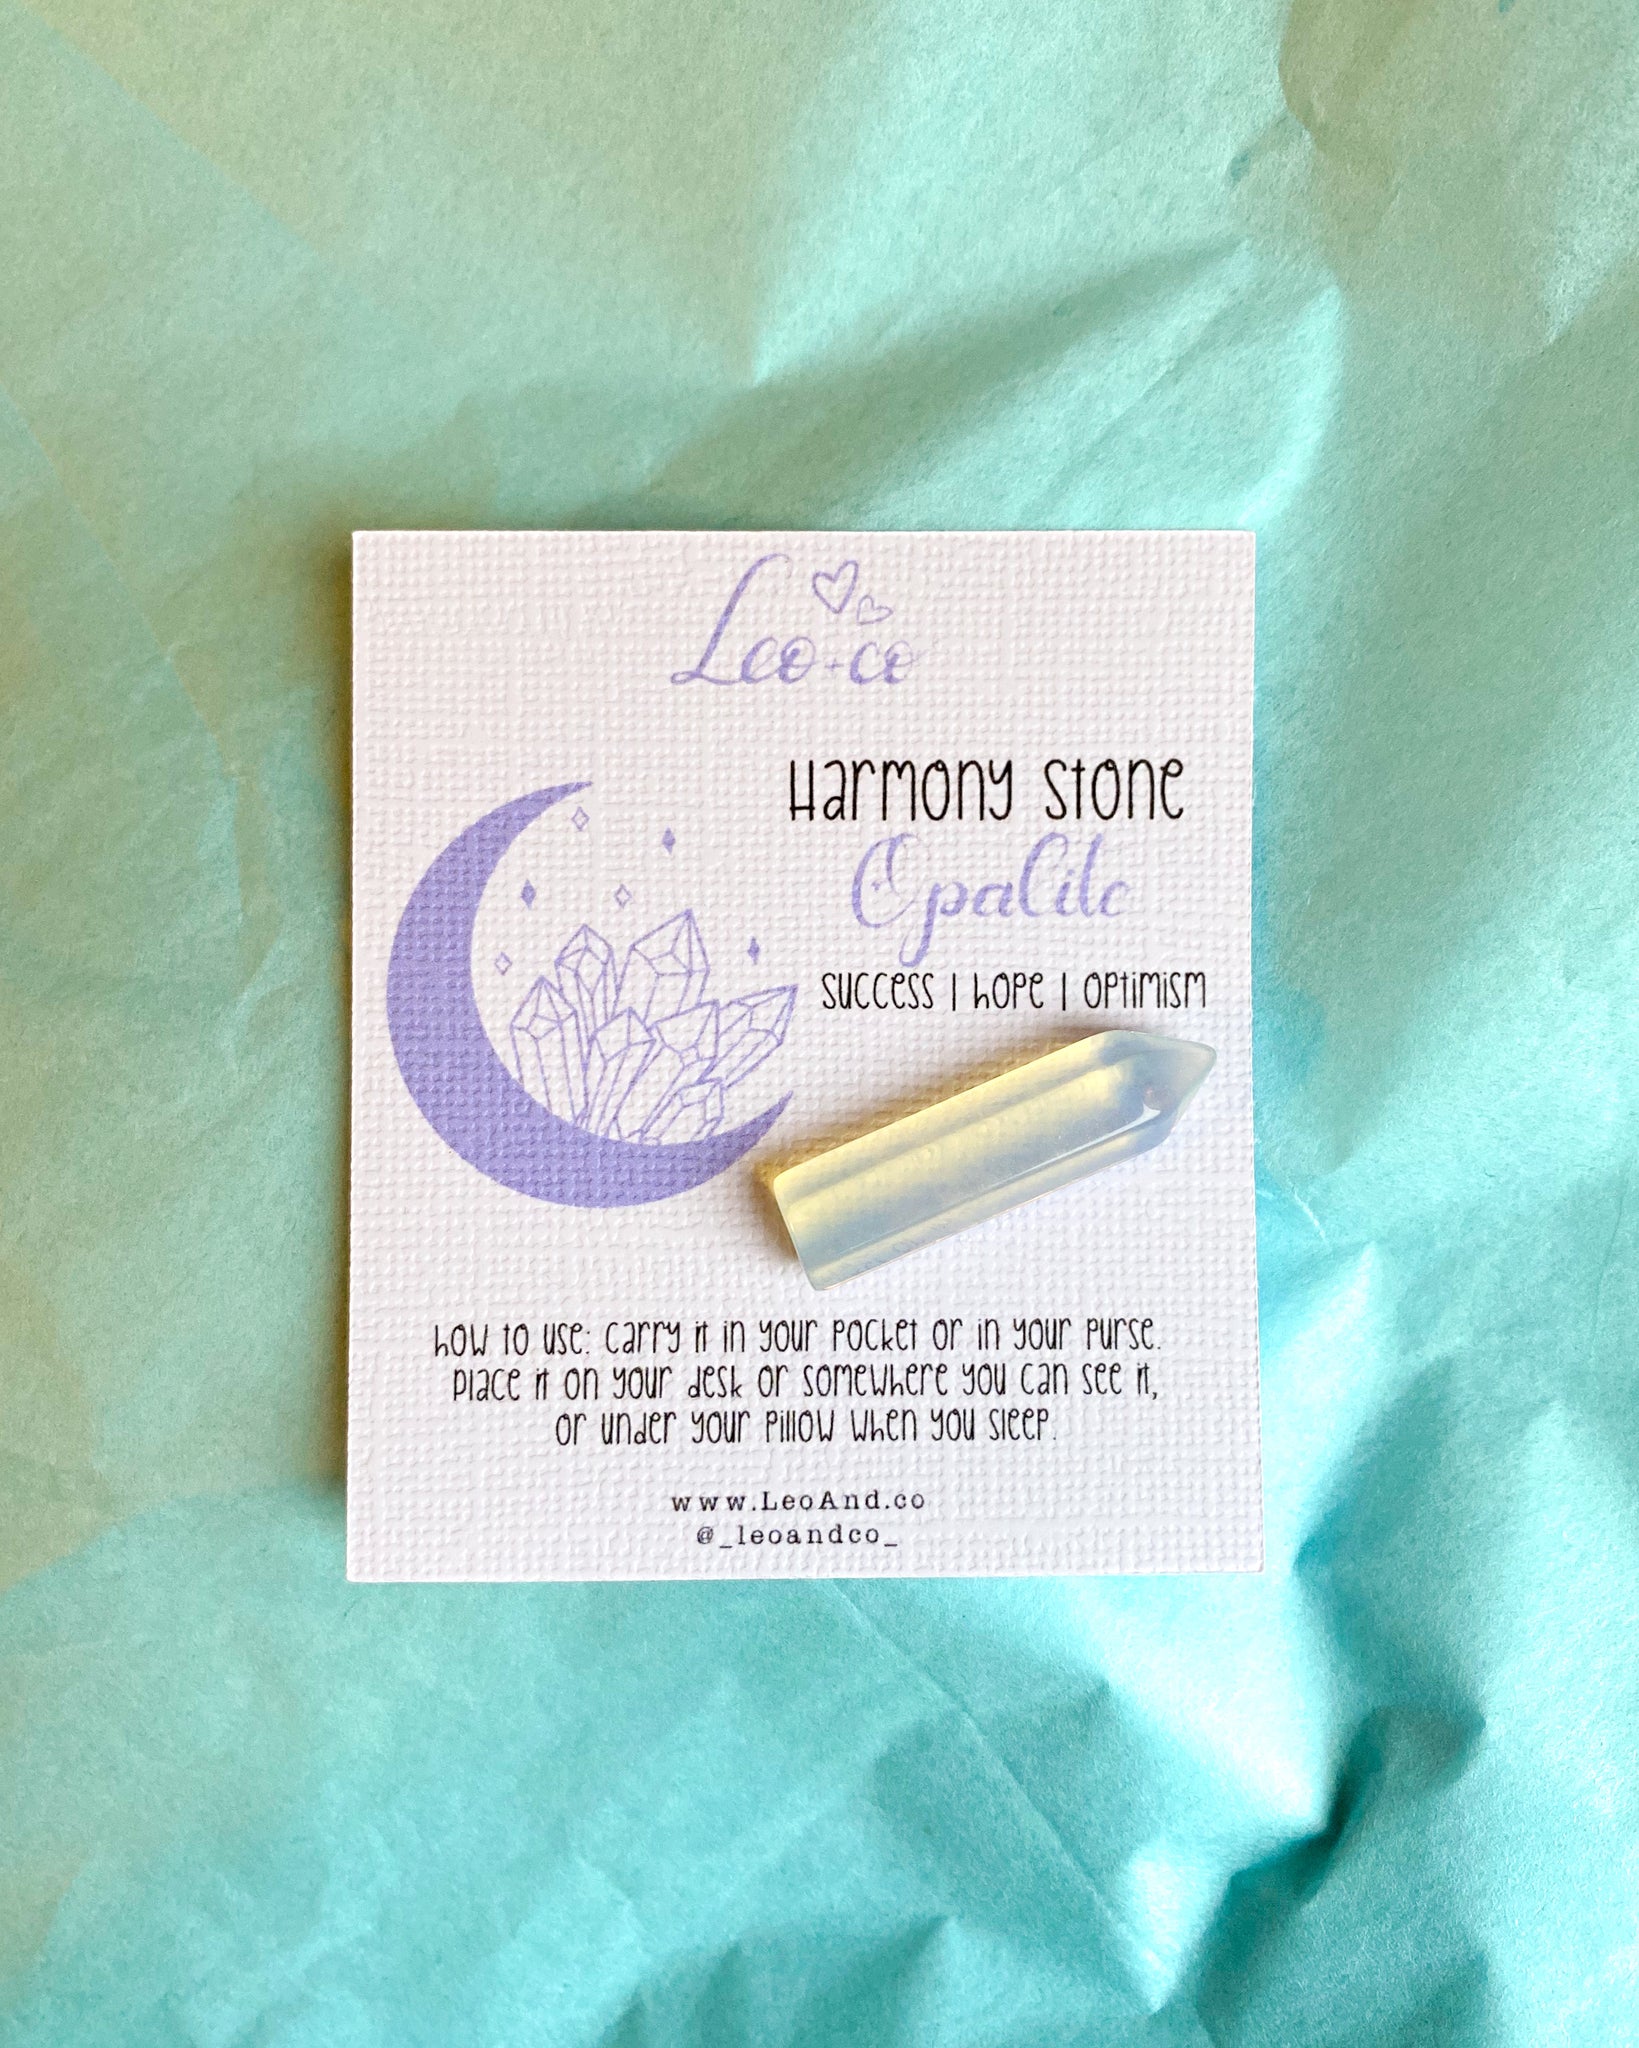 Leo+co
Harmony Stone
Opalite
success | hope | optimism
how to use: carry it in your pocket or in your purse.
place it on your desk or somewhere you can see it,
or under your pillow when you sleep.
www.LeoAnd.co
@_leoandco_